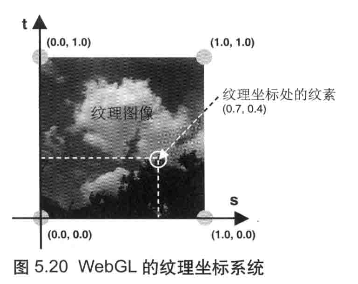 t
(0.0, 1.0)
(1.0, 1.0)
纹理图像
纹理坐标处的纹素
(0.7, 0.4)
s
(0.0, 0.0)
(1.0, 0.0)
图 5.20 WebGL 的纹理坐标系统